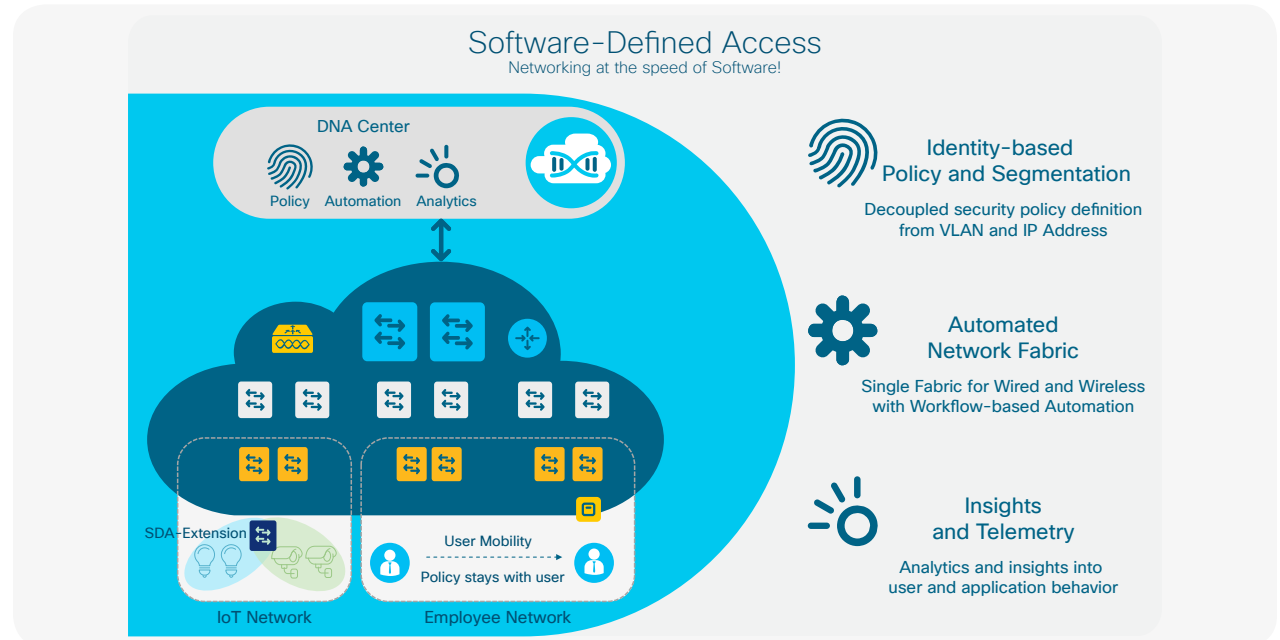 Software-Defined Access
Networking at the speed of Software!
DNA Center
Policy
Automation
Analytics
SDA-Extension
User Mobility
Policy stays with user
IoT Network
Employee Network
Identity-based
Policy and Segmentation
Decoupled security policy definition
from VLAN and IP Address
Automated
Network Fabric
Single Fabric for Wired and Wireless
with Workflow-based Automation
Insights
and Telemetry
Analytics and insights into
user and application behavior